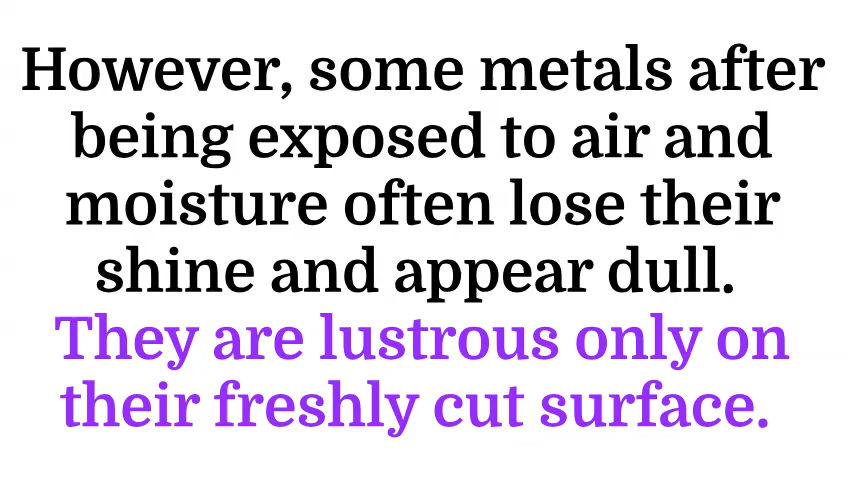 However, some metals after
being exposed to air and
moisture often lose their
shine and appear dull.
They are lustrous only on
their freshly cut surface.